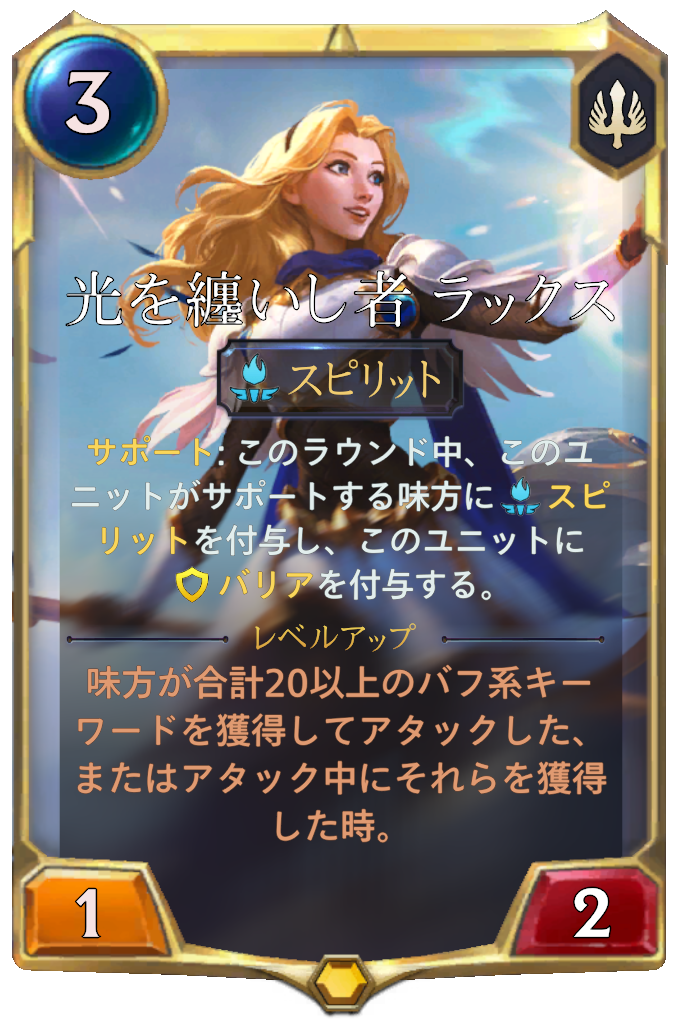 3
光を纏いし者 ラックス
スピリット
サポート: このラウンド中、このユ
ニットがサポートする味方に スピ
リットを付与し、このユニットに
バリアを付与する。
レベルアップ
味方が合計20以上のバフ系キー
ワードを獲得してアタックした、
またはアタック中にそれらを獲得
した時。
1
2